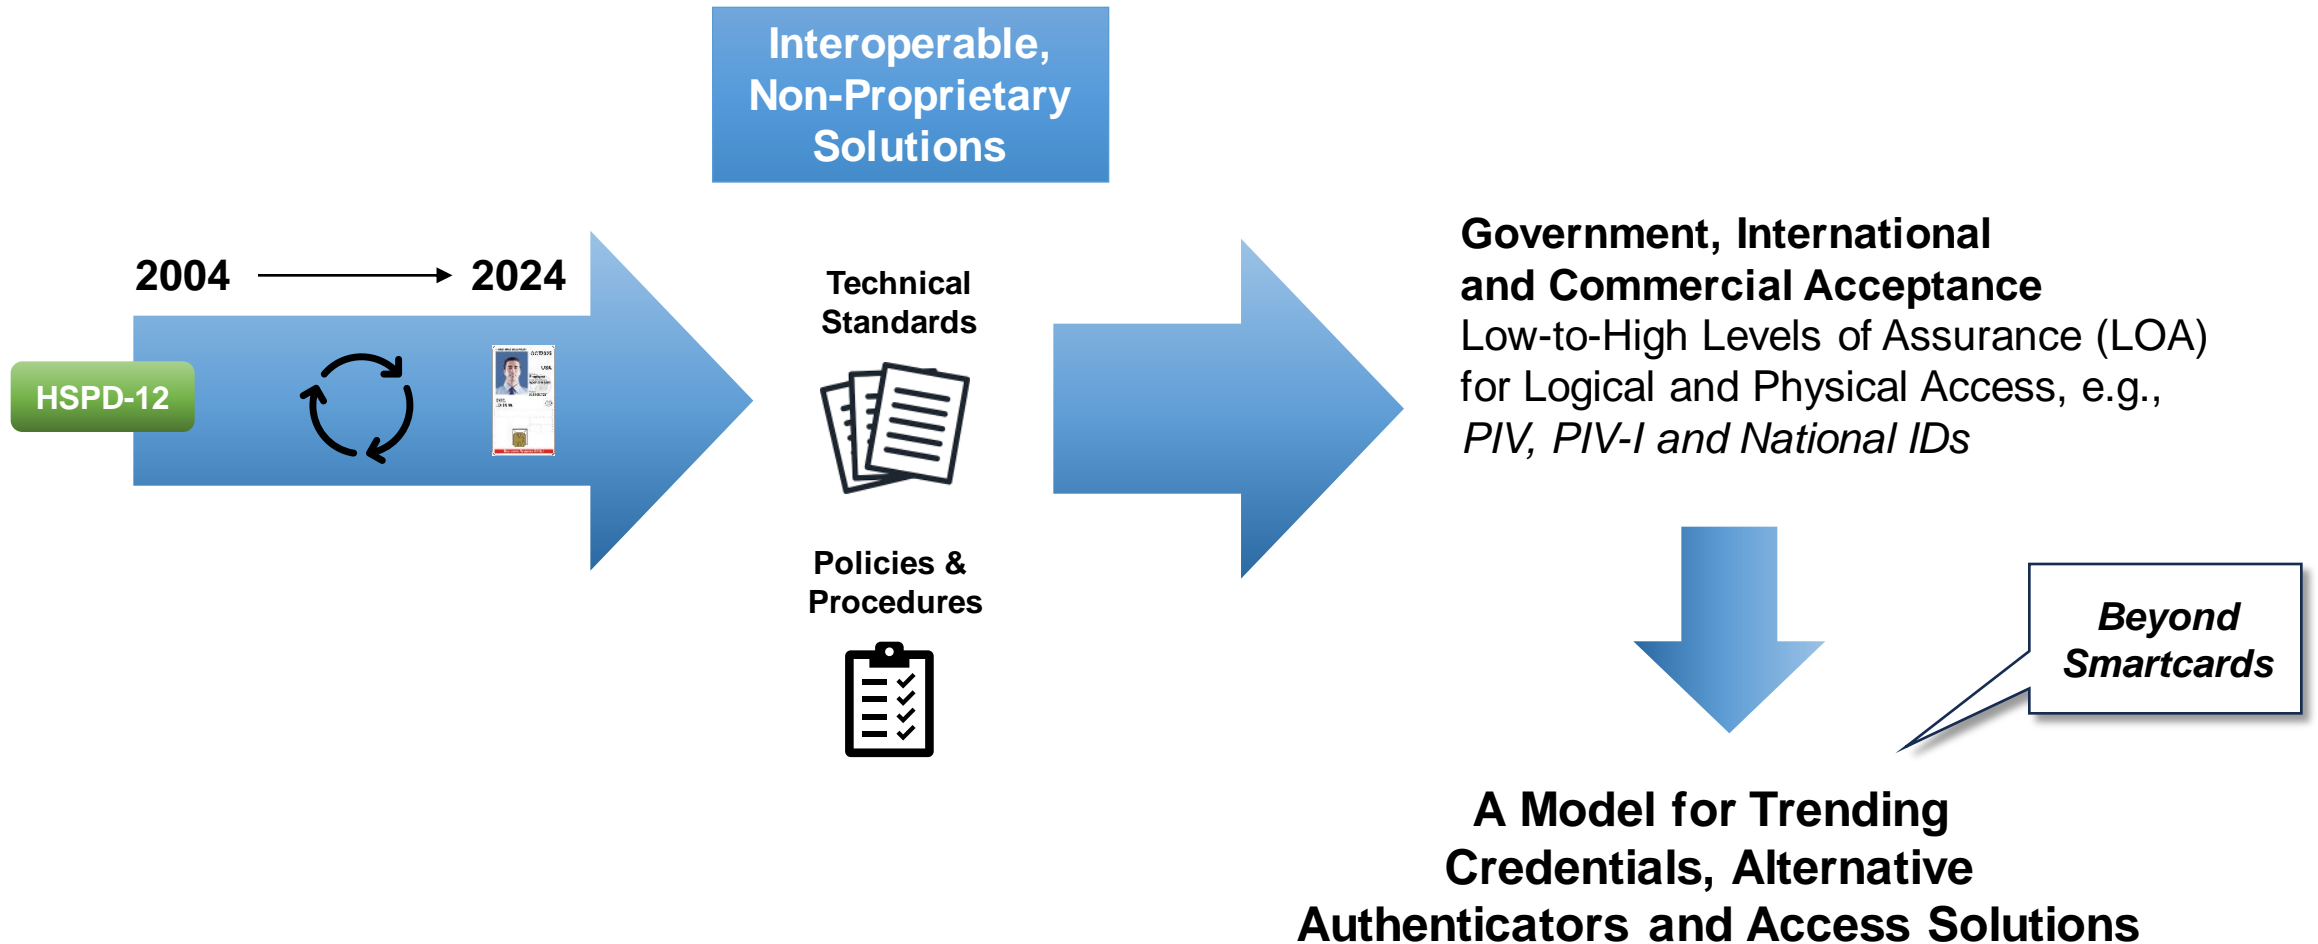 Interoperable,
Non-Proprietary
Solutions
2004
2024
HSPD-12
USA
Technical
Standards
Policies &
Procedures
Government, International
and Commercial Acceptance
Low-to-High Levels of Assurance (LOA)
for Logical and Physical Access, e.g.,
PIV, PIV-I and National IDs
Beyond
Smartcards
A Model for Trending
Credentials, Alternative
Authenticators and Access Solutions